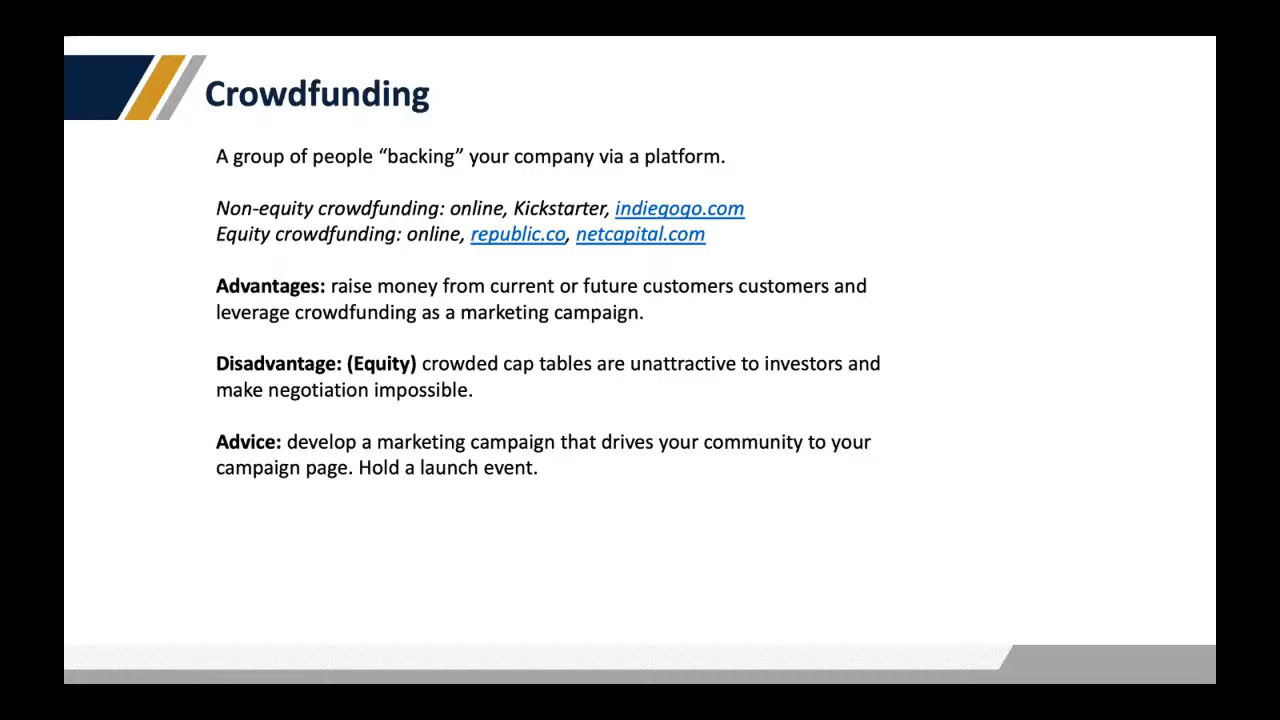 Crowdfunding
A group of people “backing” your company via a platform.
Non-equity crowdfunding: online, Kickstarter, indiegogo.com
Equity crowdfunding: online, republic.co, netcapital.com
Advantages: raise money from current or future customers customers and
leverage crowdfunding as a marketing campaign.
Disadvantage: (Equity) crowded cap tables are unattractive to investors and
make negotiation impossible.
Advice: develop a marketing campaign that drives your community to your
campaign page. Hold a launch event.